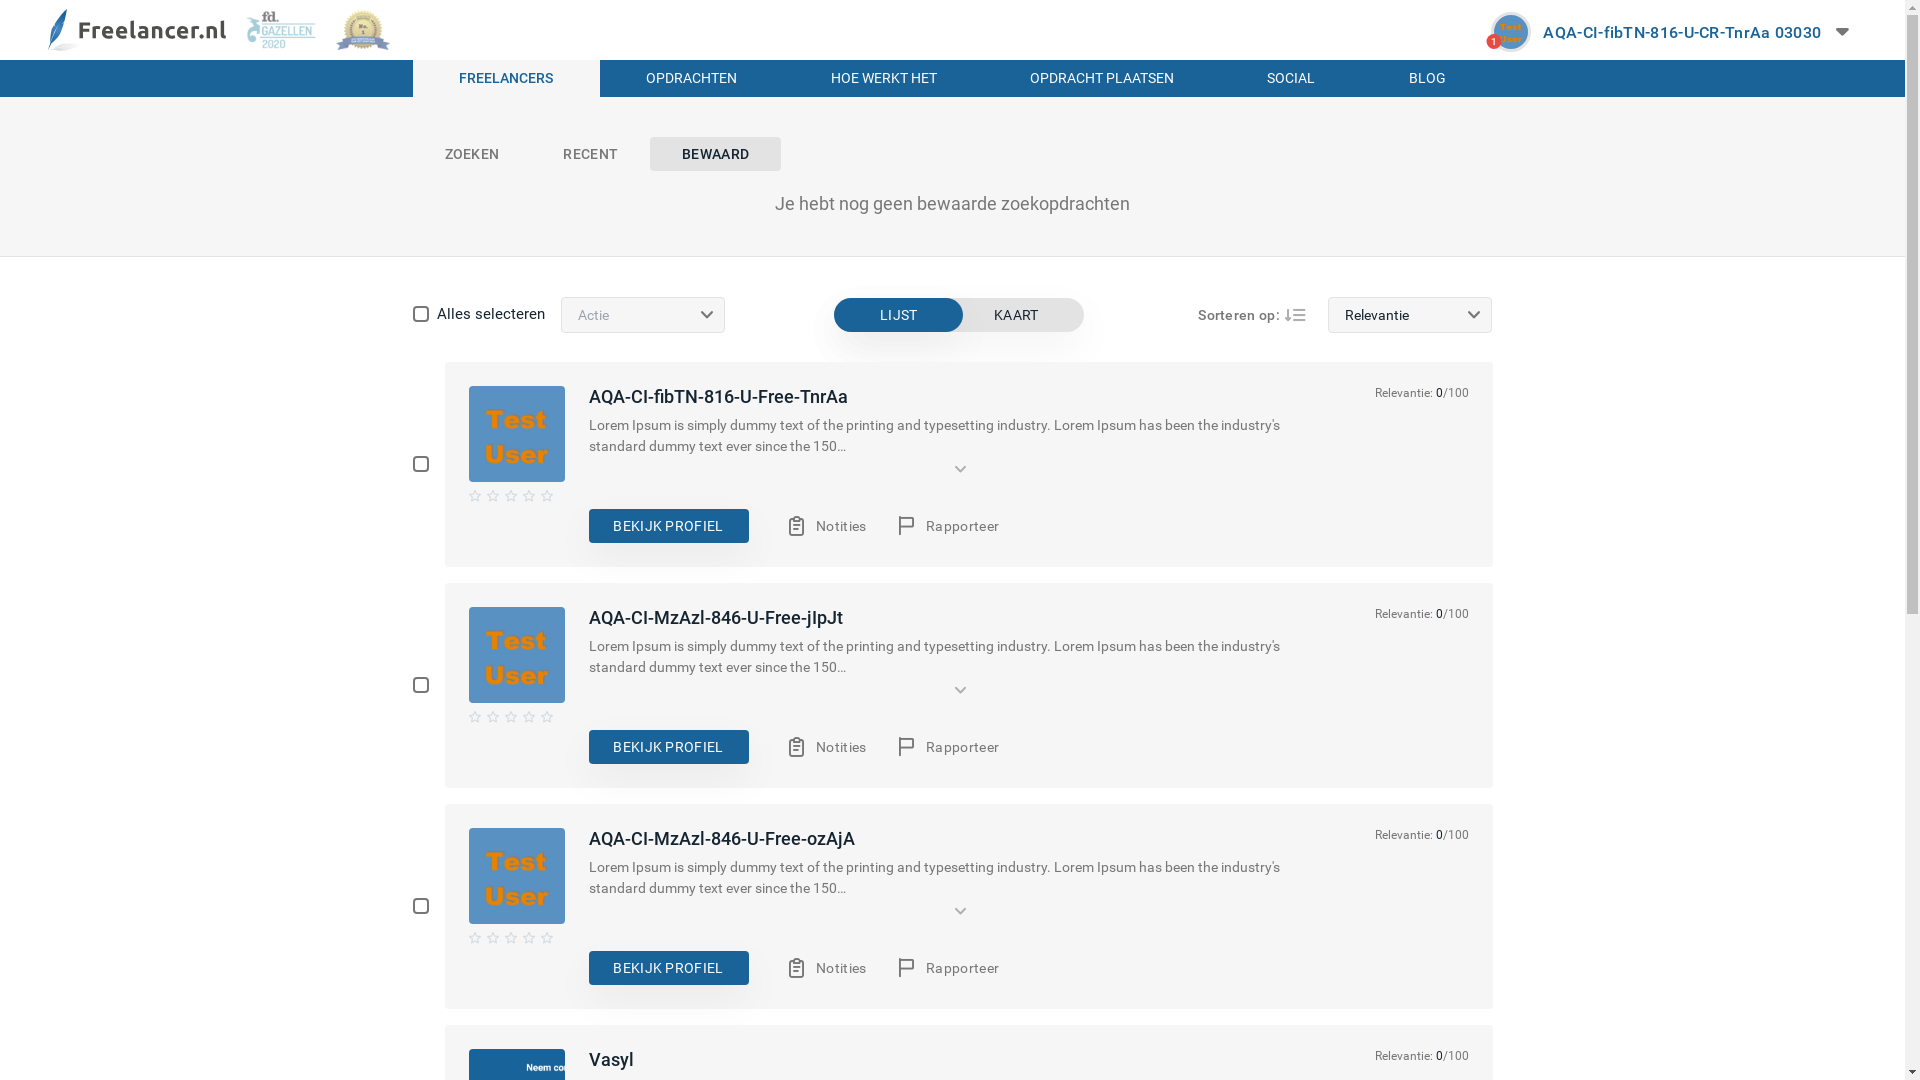 Freelancer.nl
fd.
GAZELLEN
2020
No.
1
1
AQA-CI-fibTN-816-U-CR-TnrAa 03030
FREELANCERS
OPDRACHTEN
HOE WERKT HET
OPDRACHT PLAATSEN
SOCIAL
BLOG
ZOEKEN
RECENT
BEWAARD
Je hebt nog geen bewaarde zoekopdrachten
Alles selecteren
Actie
LIJST
KAART
Sorteren op:
Relevantie
Test
User
AQA-CI-fibTN-816-U-Free-TnrAa
Relevantie: 0/100
Lorem Ipsum is simply dummy text of the printing and typesetting industry. Lorem Ipsum has been the industry's
standard dummy text ever since the 150...
BEKIJK PROFIEL
Notities
Rapporteer
Test
User
AQA-CI-MzAzl-846-U-Free-jIpJt
Relevantie: 0/100
Lorem Ipsum is simply dummy text of the printing and typesetting industry. Lorem Ipsum has been the industry's
standard dummy text ever since the 150...
BEKIJK PROFIEL
Notities
Rapporteer
Test
User
AQA-CI-MzAzl-846-U-Free-ozAjA
Relevantie: 0/100
Lorem Ipsum is simply dummy text of the printing and typesetting industry. Lorem Ipsum has been the industry's
standard dummy text ever since the 150...
BEKIJK PROFIEL
Notities
Rapporteer
Neem
Vasyl
Relevantie: 0/100